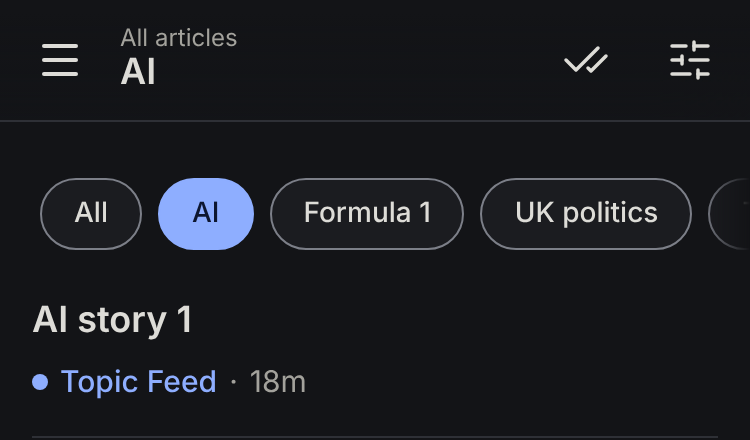 All articles
AI
All
AI
Formula 1
UK politics
AI story 1
Topic Feed · 18m